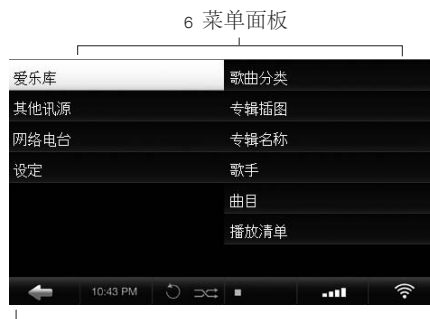 6 菜单面板
爱乐库
其他讯源
网络电台
设定
歌曲分类
专辑插图
专辑名称
歌手
曲目
播放清单
10:43 PM